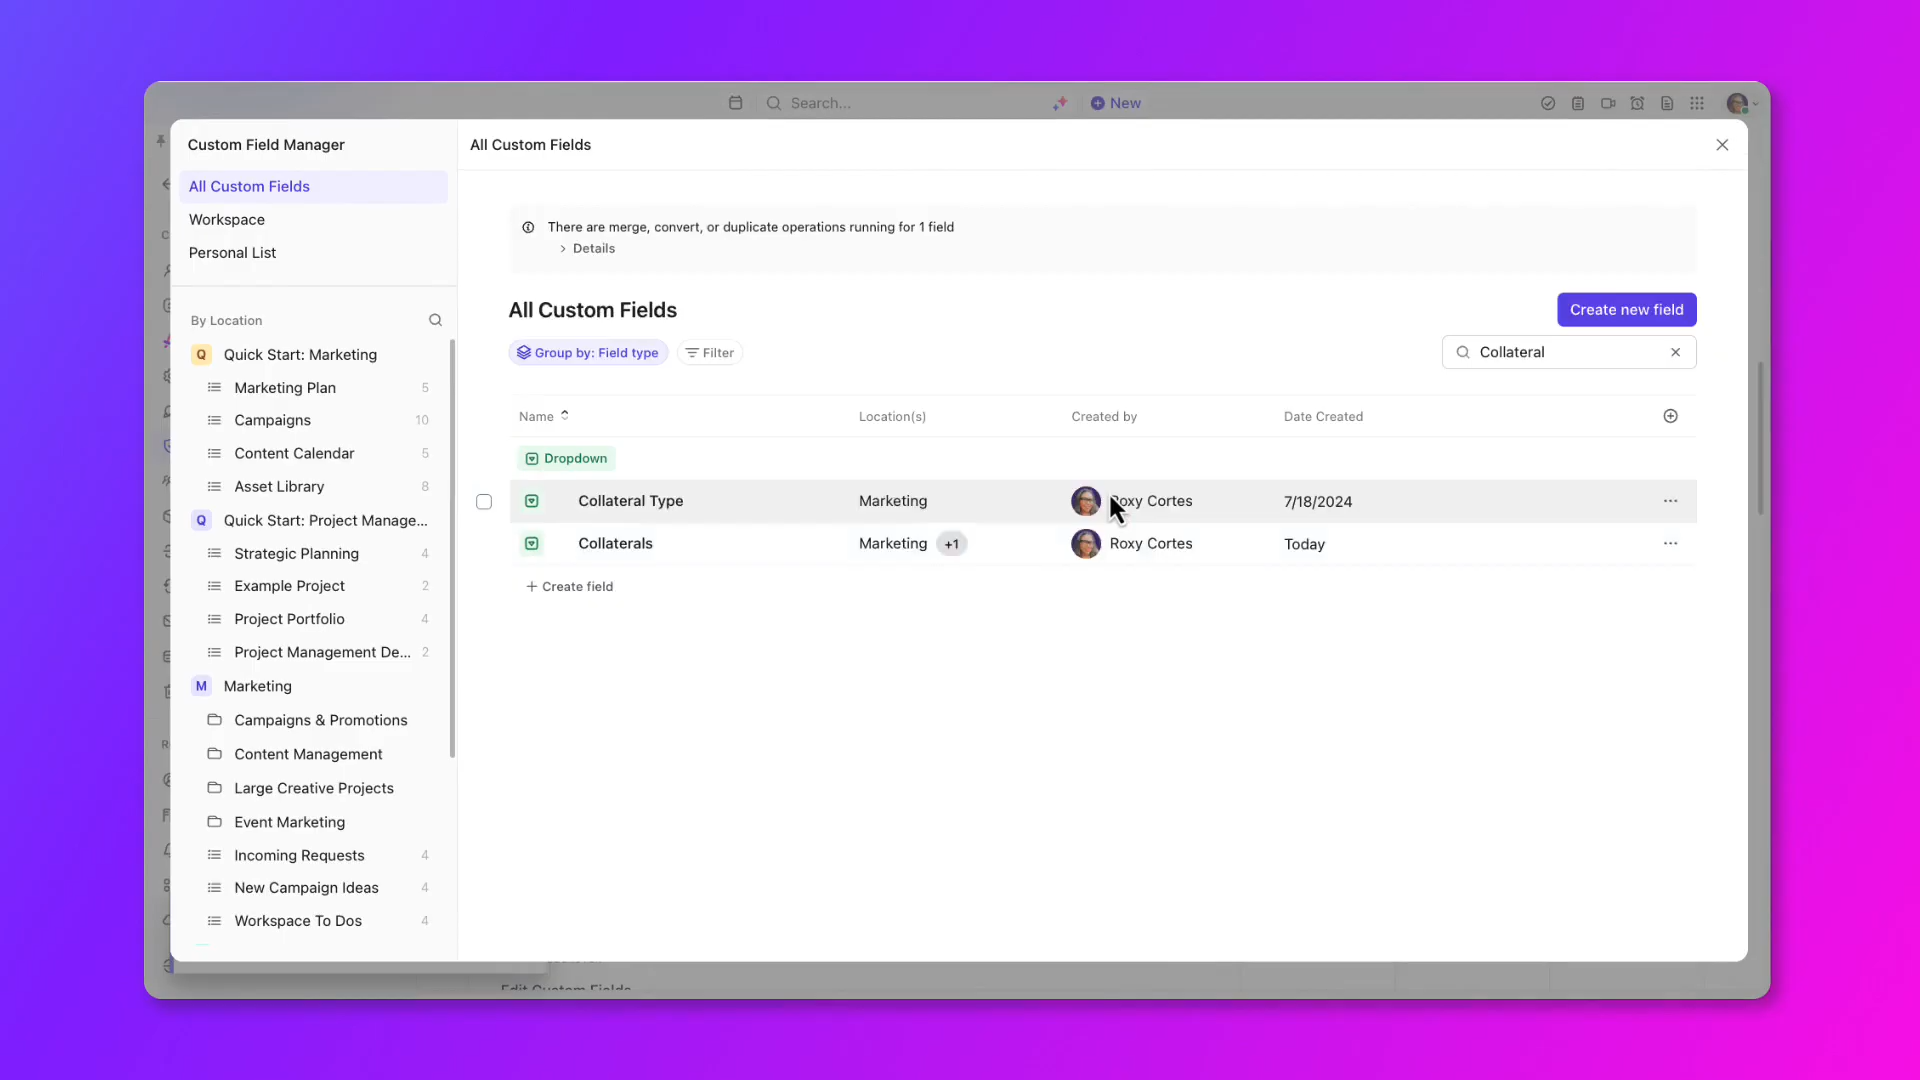 Search...
New
Custom Field Manager
All Custom Fields
All Custom Fields
Workspace
Personal List
There are merge, convert, or duplicate operations running for 1 field
Details
By Location
Q Quick Start: Marketing
Marketing Plan 5
Campaigns 10
Content Calendar 5
Asset Library 8
Q Quick Start: Project Manage...
Strategic Planning 4
Example Project 2
Project Portfolio 4
Project Management De... 2
M Marketing
Campaigns & Promotions
Content Management
Large Creative Projects
Event Marketing
Incoming Requests 4
New Campaign Ideas 4
Workspace To Dos 4
All Custom Fields
Create new field
Group by: Field type
Filter
Collateral
Name Location(s) Created by Date Created
Dropdown
Collateral Type Marketing Roxy Cortes 7/18/2024
Collaterals Marketing +1 Roxy Cortes Today
Create field
Edit Custom Fields